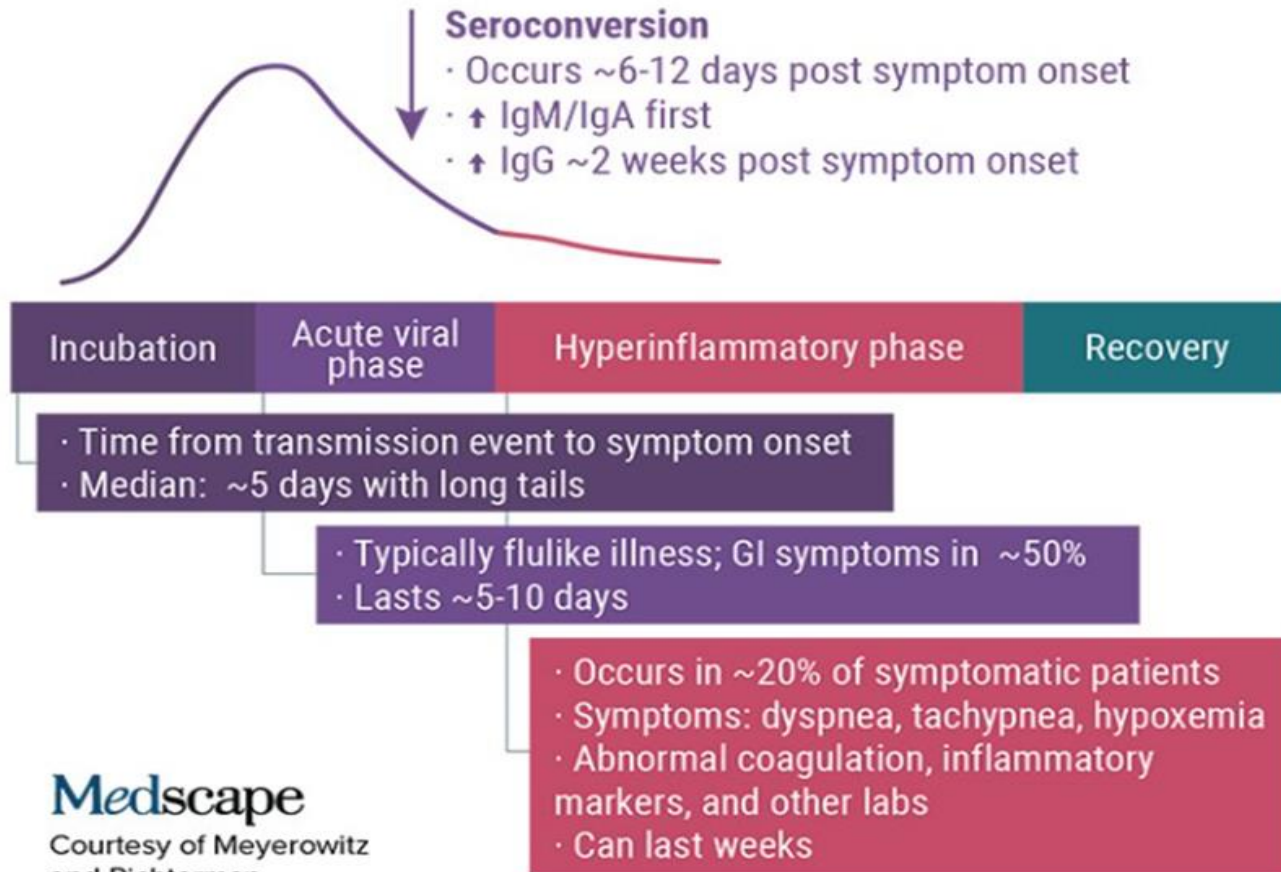 Seroconversion
· Occurs ~6-12 days post symptom onset
· ⬆ IgM/IgA first
· ⬆ IgG ~2 weeks post symptom onset
Incubation
Acute viral
phase
Hyperinflammatory phase
Recovery
· Time from transmission event to symptom onset
· Median: ~5 days with long tails
· Typically flulike illness; GI symptoms in ~50%
· Lasts ~5-10 days
· Occurs in ~20% of symptomatic patients
· Symptoms: dyspnea, tachypnea, hypoxemia
· Abnormal coagulation, inflammatory
markers, and other labs
· Can last weeks
Medscape
Courtesy of Meyerowitz